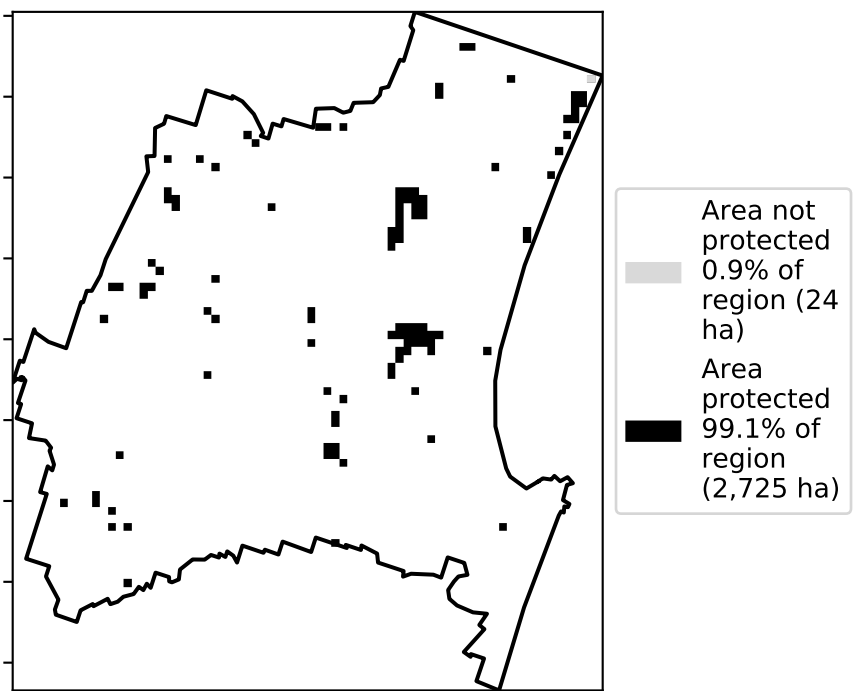 Area not
protected
0.9% of
region (24
ha)
Area
protected
99.1% of
region
(2,725 ha)